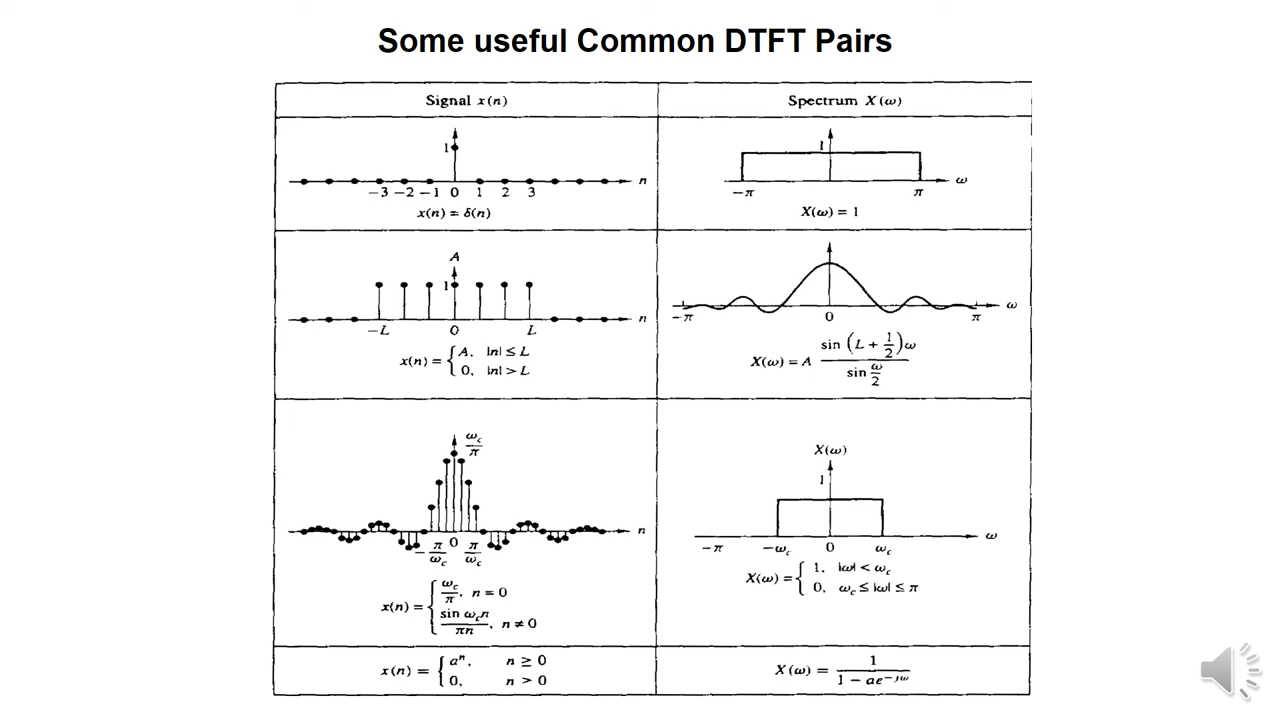 Some useful Common DTFT Pairs
Signal x(n)
Spectrum X(ω)
1
−3 −2 −1 0 1 2 3 n
x(n) = δ(n)
1
−π π ω
X(ω) = 1
A
1
−L 0 L n
x(n) = { A, |n| ≤ L
0, |n| > L
−π 0 π ω
X(ω) = A sin (L + 1/2)ω / sin ω/2
ω_c/π
−π/ω_c 0 π/ω_c n
x(n) = { ω_c/π, n = 0
sin ω_c n/πn, n ≠ 0
X(ω)
1
−π −ω_c 0 ω_c π ω
X(ω) = { 1, |ω| < ω_c
0, ω_c ≤ |ω| ≤ π
x(n) = { a^n, n ≥ 0
0, n > 0
X(ω) = 1 / 1 − ae^−jω